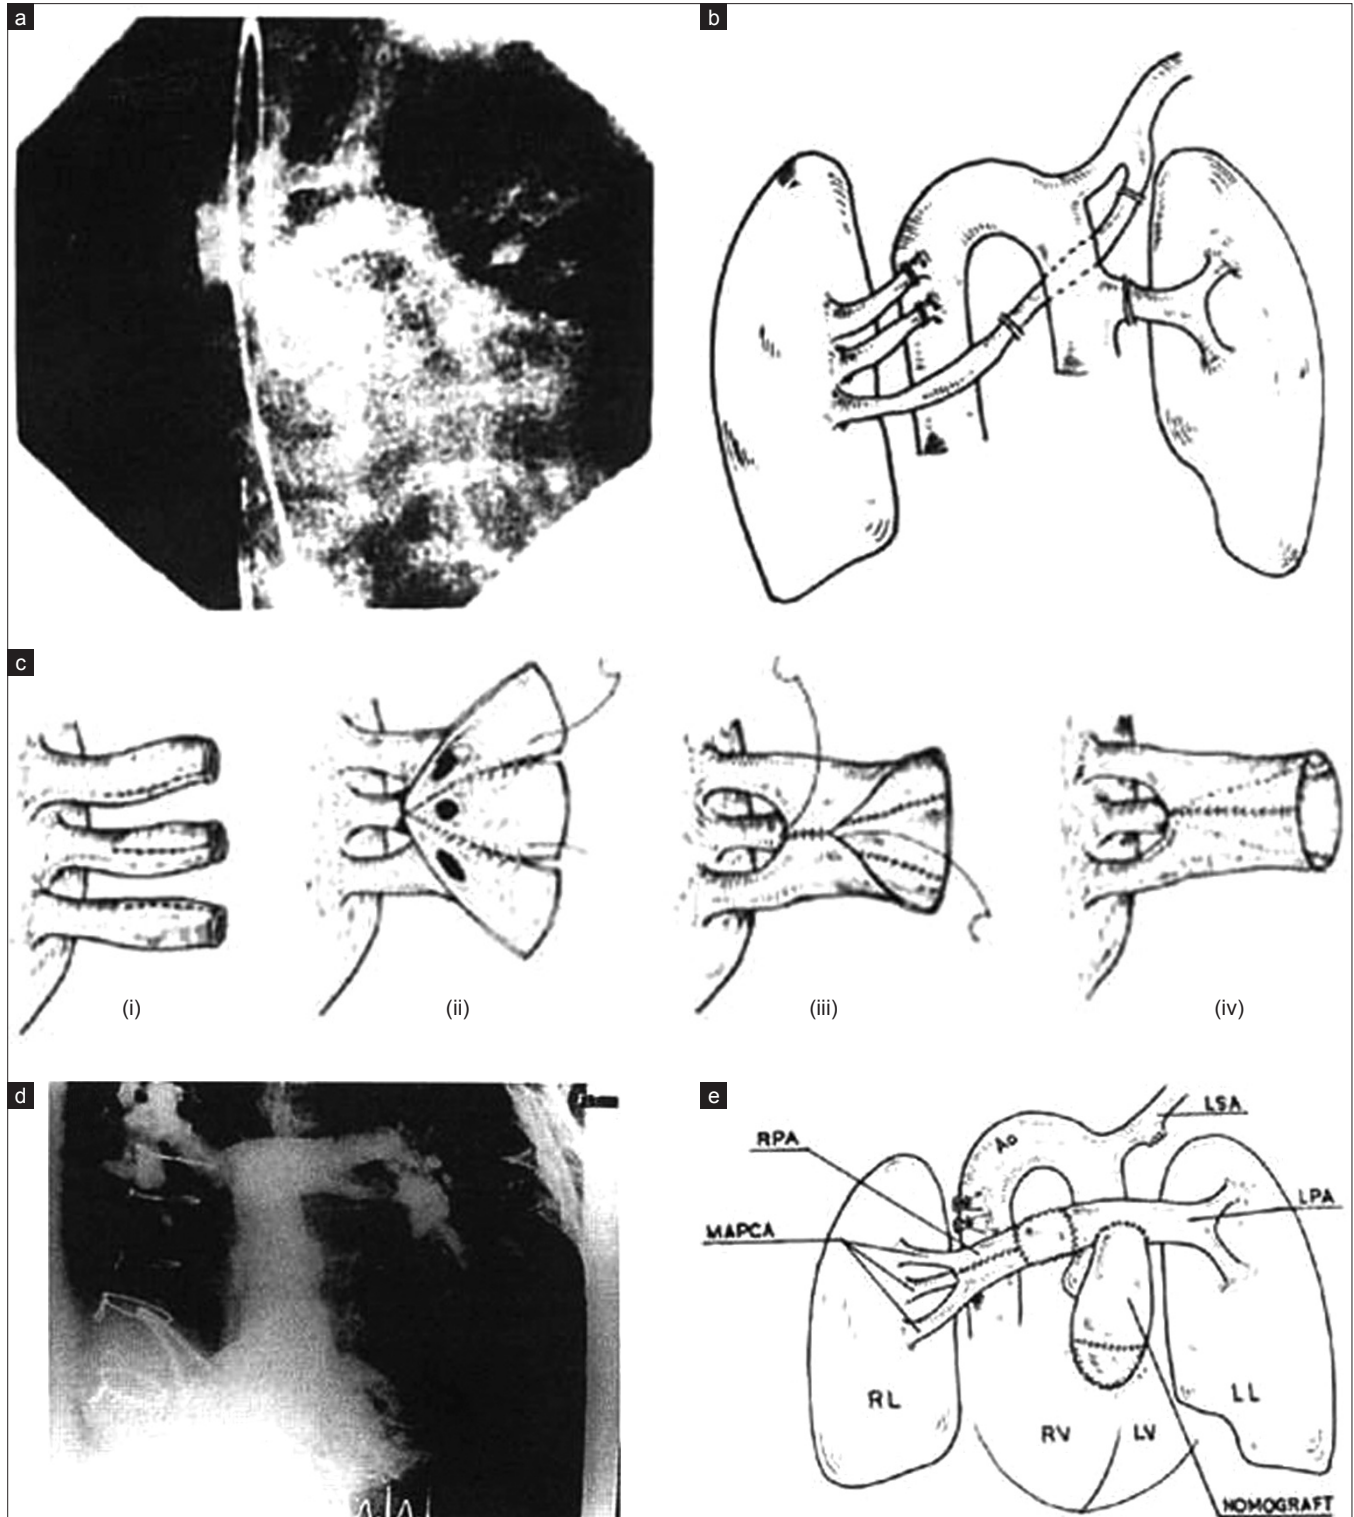 a
b
c
(i)
(ii)
(iii)
(iv)
d
e
LSA
RPA
Ao
LPA
MAPCA
RL
LL
RV
LV
HOMOGRAFT